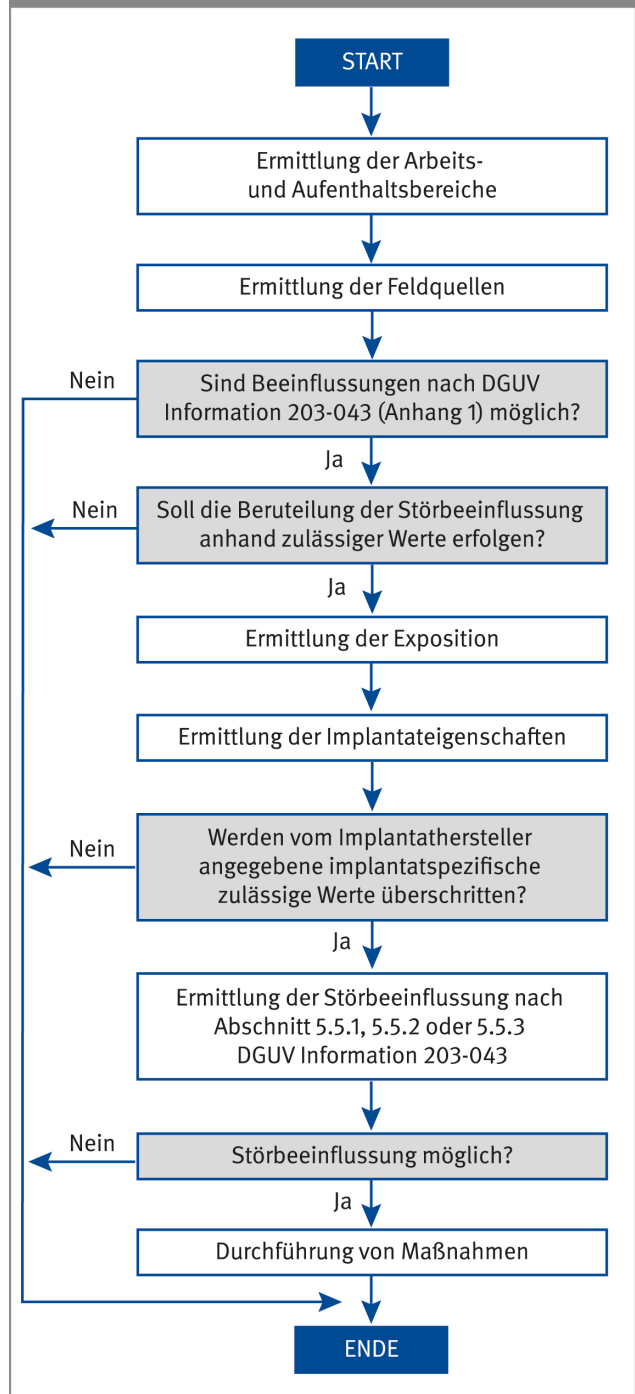 START
Ermittlung der Arbeits-
und Aufenthaltsbereiche
Ermittlung der Feldquellen
Nein
Sind Beeinflussungen nach DGUV
Information 203-043 (Anhang 1) möglich?
Ja
Nein
Soll die Beruteilung der Störbeeinflussung
anhand zulässiger Werte erfolgen?
Ja
Ermittlung der Exposition
Ermittlung der Implantateigenschaften
Nein
Werden vom Implantathersteller
angegebene implantatspezifische
zulässige Werte überschritten?
Ja
Ermittlung der Störbeeinflussung nach
Abschnitt 5.5.1, 5.5.2 oder 5.5.3
DGUV Information 203-043
Nein
Störbeeinflussung möglich?
Ja
Durchführung von Maßnahmen
ENDE